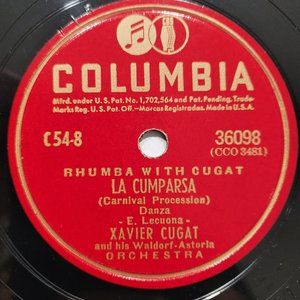 COLUMBIA
Mfrd. under U.S. Pat. No. 1,702,564 and Pat. Pending. Trade-
Marks Reg. U.S. Pat. Off. - Marcas Registradas. Made in U.S.A.
C54-8
36098
(CCO 3481)
RHUMBA WITH CUGAT
LA CUMPARSA
(Carnival Procession)
Danza
- E. Lecuona -
XAVIER CUGAT
and his Waldorf-Astoria
ORCHESTRA